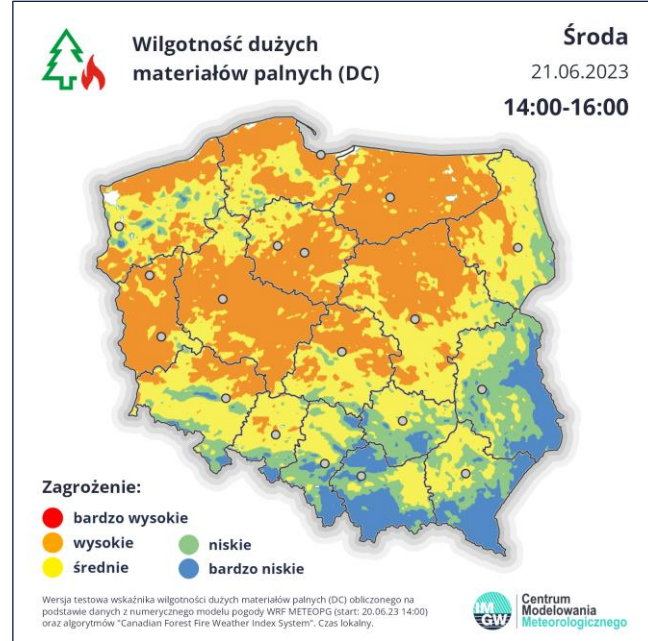 Wilgotność dużych
materiałów palnych (DC)
Środa
21.06.2023
14:00-16:00
Zagrożenie:
bardzo wysokie
wysokie
średnie
niskie
bardzo niskie
Wersja testowa wskaźnika wilgotności dużych materiałów palnych (DC) obliczonego na
podstawie danych z numerycznego modelu pogody WRF METEOPG (start: 20.06.23 14:00)
oraz algorytmów "Canadian Forest Fire Weather Index System". Czas lokalny.
IM
GW
Centrum
Modelowania
Meteorologicznego